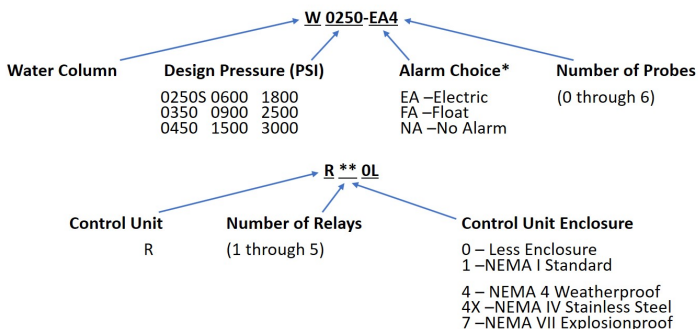 W 0250-EA4
Water Column Design Pressure (PSI) Alarm Choice* Number of Probes
0250S 0600 1800 EA –Electric (0 through 6)
0350 0900 2500 FA –Float
0450 1500 3000 NA –No Alarm
R ** 0L
Control Unit Number of Relays Control Unit Enclosure
R (1 through 5) 0 – Less Enclosure
1 –NEMA I Standard
4 – NEMA 4 Weatherproof
4X –NEMA IV Stainless Steel
7 –NEMA VII Explosionproof